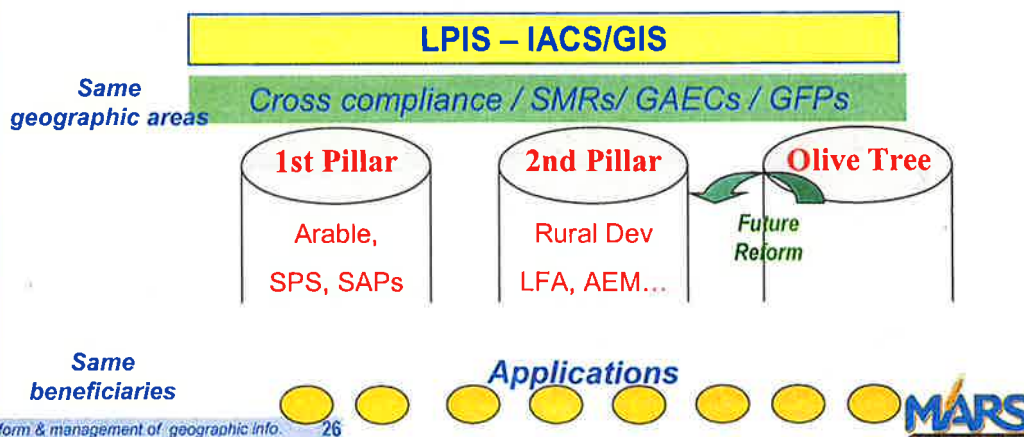 LPIS – IACS/GIS
Same
geographic areas
Cross compliance / SMRs/ GAECs / GFPs
1st Pillar
2nd Pillar
Olive Tree
Arable,
SPS, SAPs
Rural Dev
LFA, AEM...
Future
Reform
Same
beneficiaries
Applications
form & management of geographic info.
26
MARS